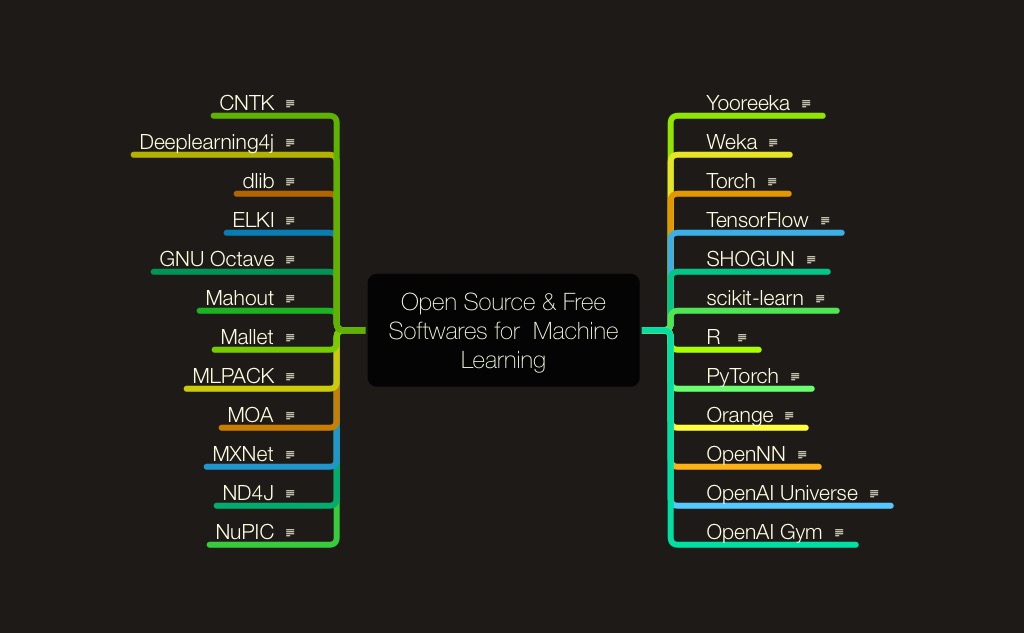 CNTK
Deeplearning4j
dlib
ELKI
GNU Octave
Mahout
Mallet
MLPACK
MOA
MXNet
ND4J
NuPIC
Open Source & Free
Softwares for  Machine
Learning
Yooreeka
Weka
Torch
TensorFlow
SHOGUN
scikit-learn
R
PyTorch
Orange
OpenNN
OpenAI Universe
OpenAI Gym